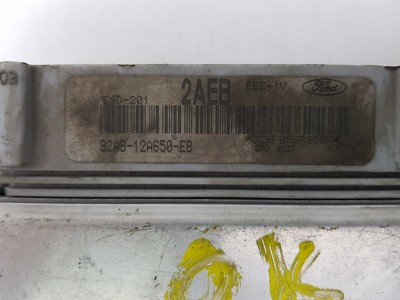 03
2AEB EEC-IV Ford
CSD-201
92AB-12A650-EB
OK